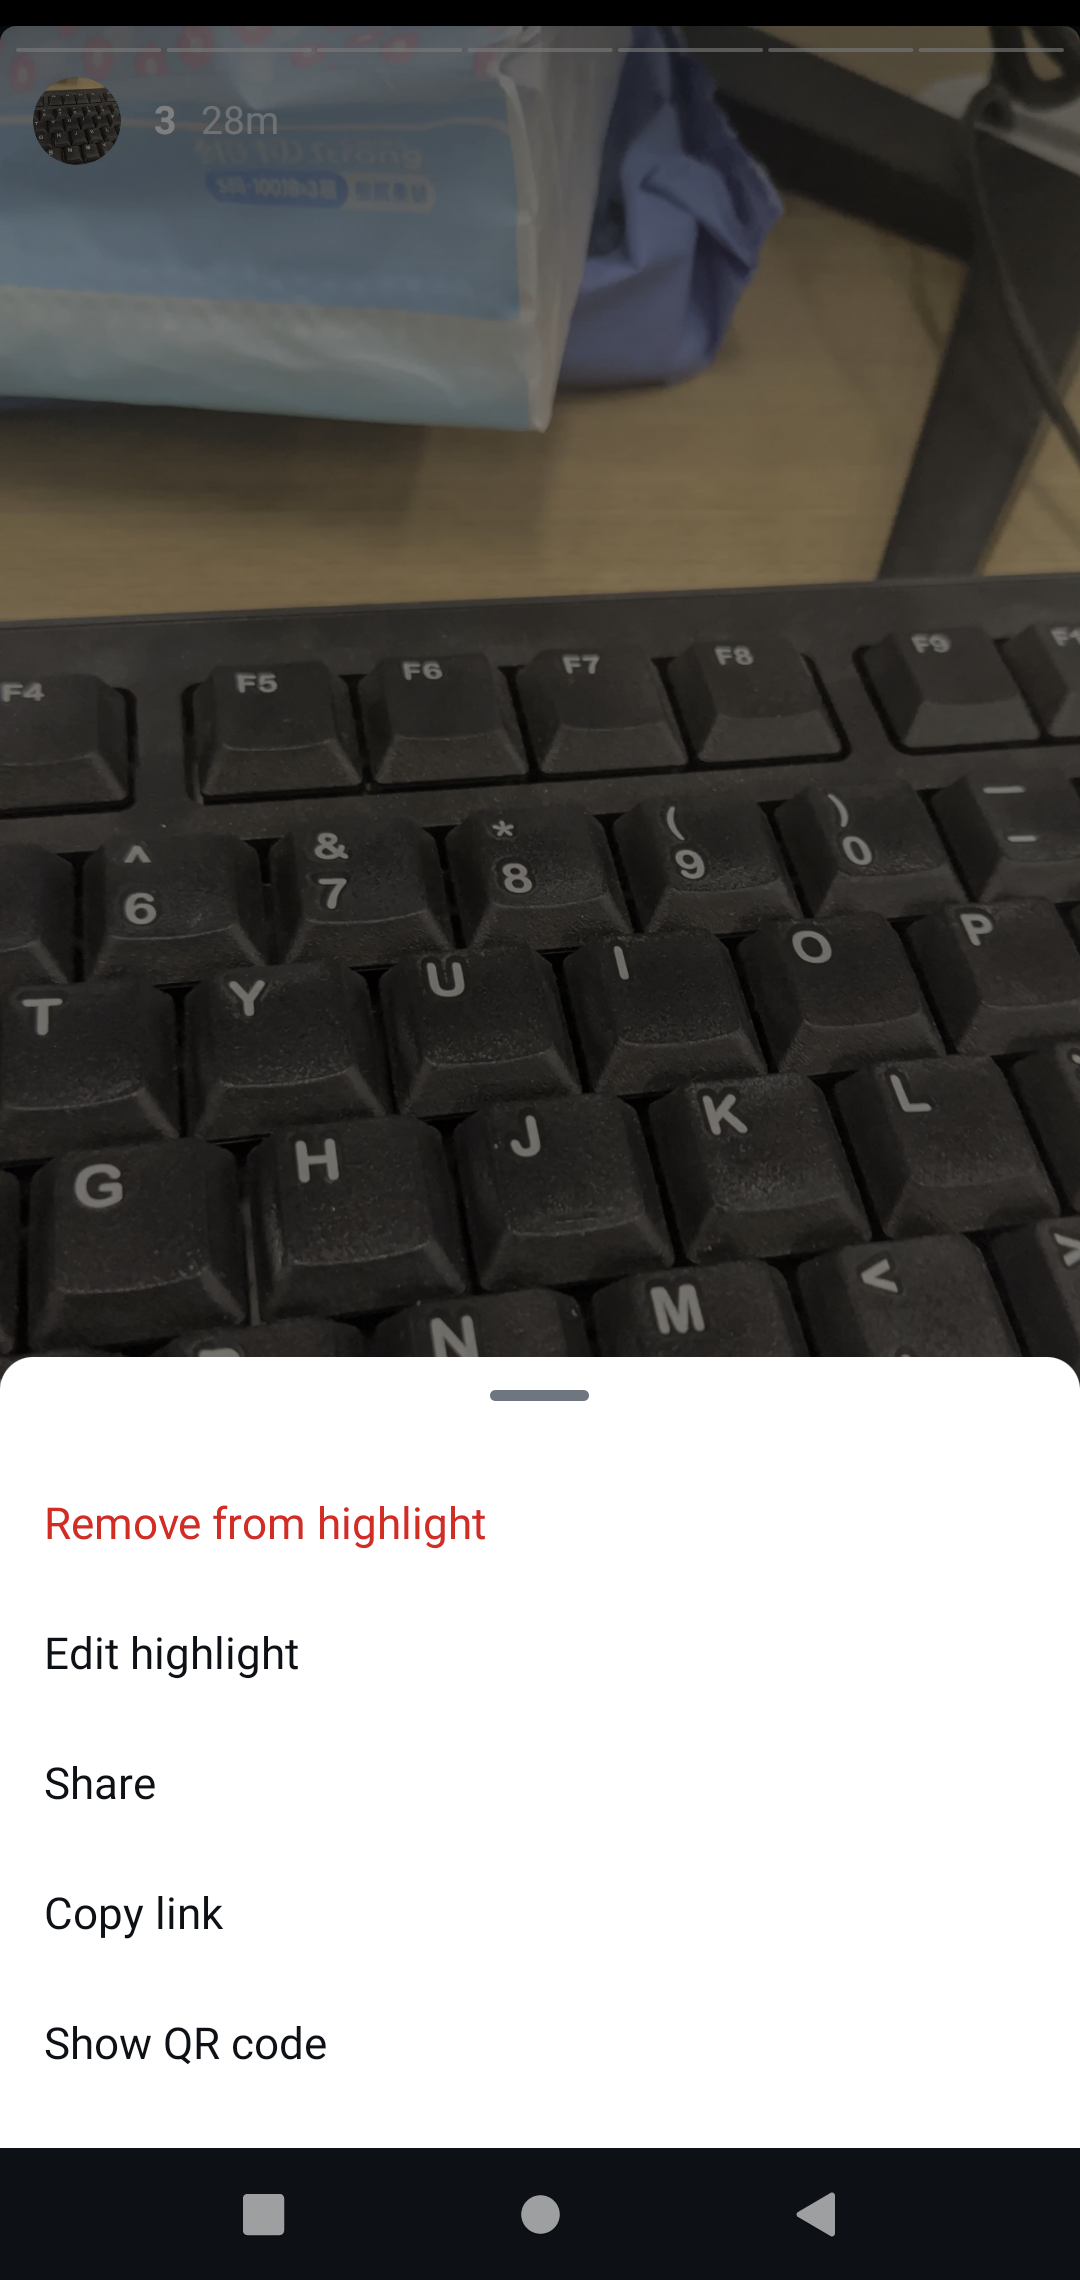 3 28m
Strong
F4 F5 F6 F7 F8 F9
^ & * ( ) —
6 7 8 9 0 -
T Y U I O P
G H J K L
N M < >
Remove from highlight
Edit highlight
Share
Copy link
Show QR code